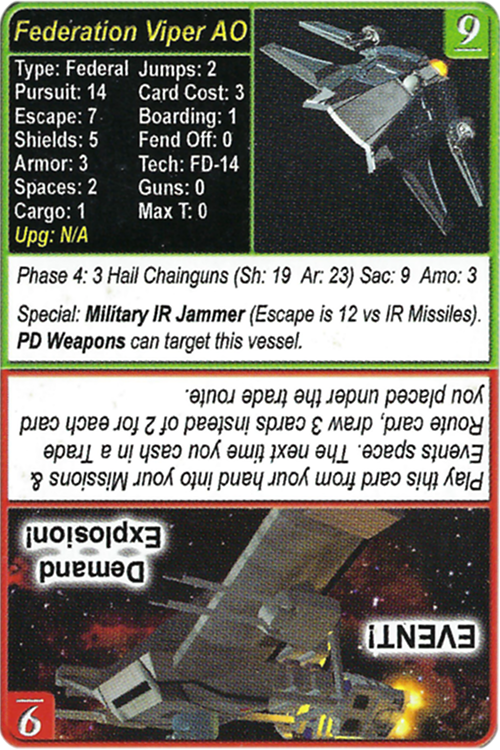 Federation Viper AO
9
Type: Federal Jumps: 2
Pursuit: 14 Card Cost: 3
Escape: 7 Boarding: 1
Shields: 5 Fend Off: 0
Armor: 3 Tech: FD-14
Spaces: 2 Guns: 0
Cargo: 1 Max T: 0
Upg: N/A
Phase 4: 3 Hail Chainguns (Sh: 19 Ar: 23) Sac: 9 Amo: 3
Special: Military IR Jammer (Escape is 12 vs IR Missiles).
PD Weapons can target this vessel.
9
EVENT!
Demand
Explosion!
Play this card from your hand into your Missions &
Events space. The next time you cash in a Trade
Route card, draw 3 cards instead of 2 for each card
you placed under the trade route.